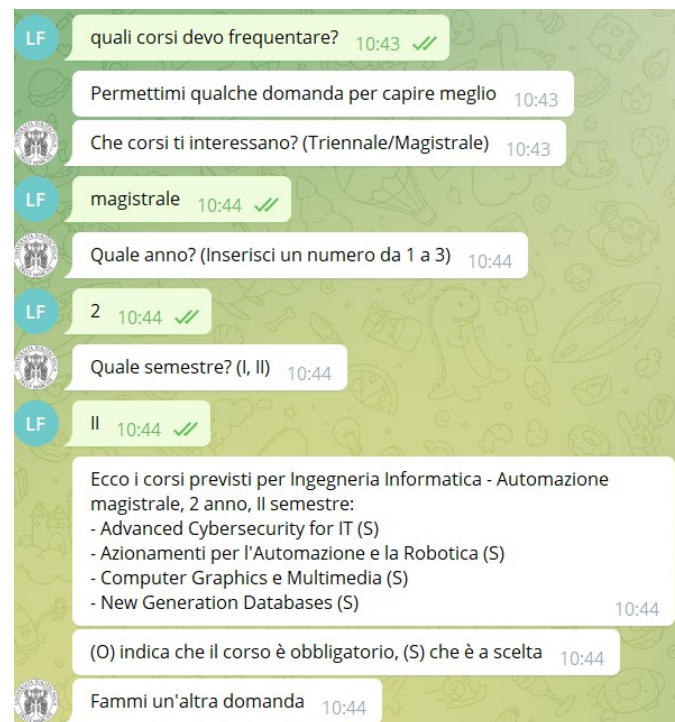 LF
quali corsi devo frequentare? 10:43
Permettimi qualche domanda per capire meglio 10:43
Che corsi ti interessano? (Triennale/Magistrale) 10:43
LF
magistrale 10:44
Quale anno? (Inserisci un numero da 1 a 3) 10:44
LF
2 10:44
Quale semestre? (I, II) 10:44
LF
II 10:44
Ecco i corsi previsti per Ingegneria Informatica - Automazione
magistrale, 2 anno, II semestre:
- Advanced Cybersecurity for IT (S)
- Azionamenti per l'Automazione e la Robotica (S)
- Computer Graphics e Multimedia (S)
- New Generation Databases (S) 10:44
(O) indica che il corso è obbligatorio, (S) che è a scelta 10:44
Fammi un'altra domanda 10:44